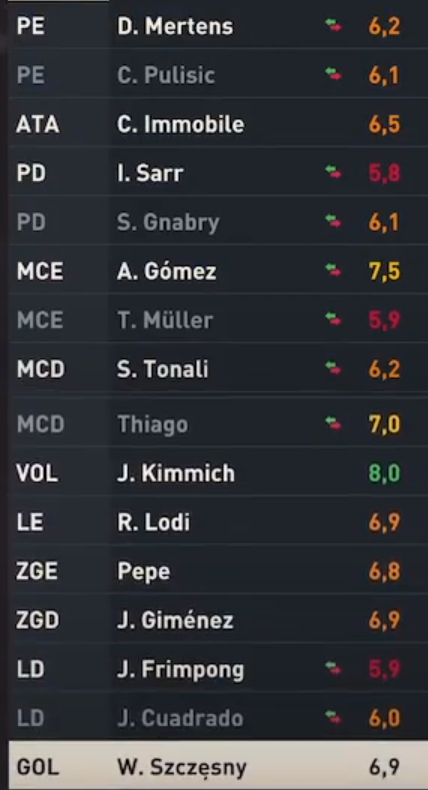 PE D. Mertens 6,2
PE C. Pulisic 6,1
ATA C. Immobile 6,5
PD I. Sarr 5,8
PD S. Gnabry 6,1
MCE A. Gómez 7,5
MCE T. Müller 5,9
MCD S. Tonali 6,2
MCD Thiago 7,0
VOL J. Kimmich 8,0
LE R. Lodi 6,9
ZGE Pepe 6,8
ZGD J. Giménez 6,9
LD J. Frimpong 5,9
LD J. Cuadrado 6,0
GOL W. Szczęsny 6,9